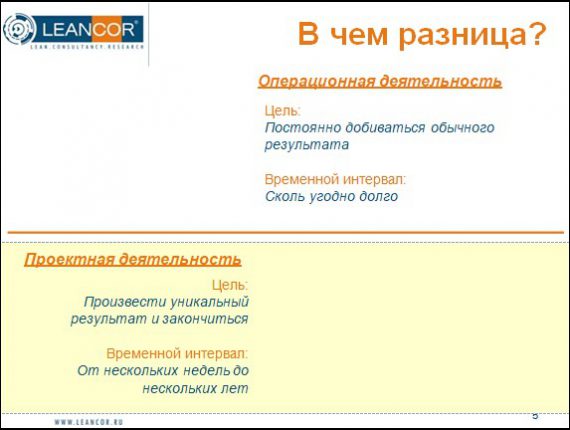 LEANCOR
LEAN.CONSULTANCY.RESEARCH
В чем разница?
Операционная деятельность
Цель:
Постоянно добиваться обычного
результата
Временной интервал:
Сколь угодно долго
Проектная деятельность
Цель:
Произвести уникальный
результат и закончиться
Временной интервал:
От нескольких недель до
нескольких лет
WWW.LEANCOR.RU
5